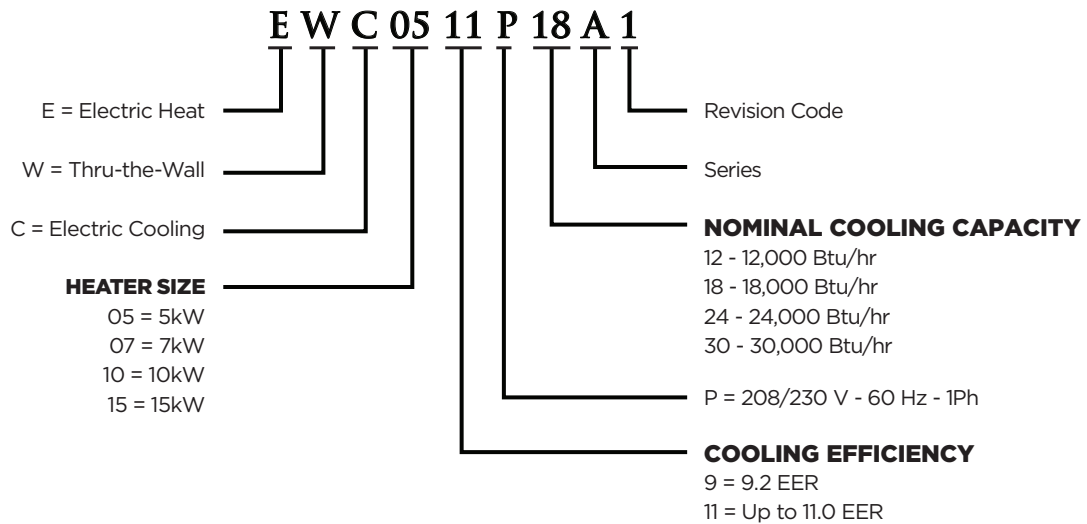 E W C 05 11 P 18 A 1
E = Electric Heat
W = Thru-the-Wall
C = Electric Cooling
HEATER SIZE
05 = 5kW
07 = 7kW
10 = 10kW
15 = 15kW
Revision Code
Series
NOMINAL COOLING CAPACITY
12 - 12,000 Btu/hr
18 - 18,000 Btu/hr
24 - 24,000 Btu/hr
30 - 30,000 Btu/hr
P = 208/230 V - 60 Hz - 1Ph
COOLING EFFICIENCY
9 = 9.2 EER
11 = Up to 11.0 EER